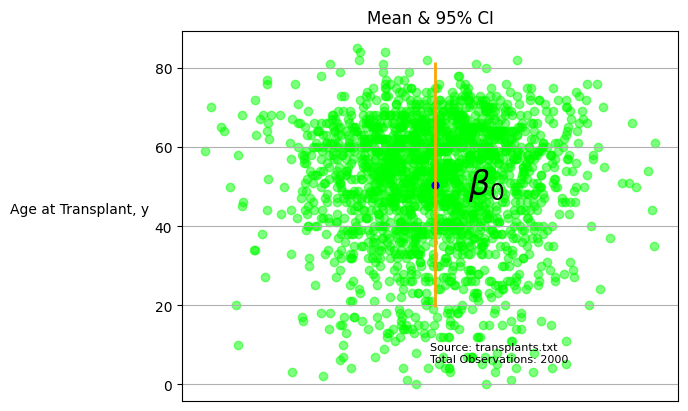 Mean & 95% CI
80
60
Age at Transplant, y
40
20
0
β₀
Source: transplants.txt
Total Observations: 2000